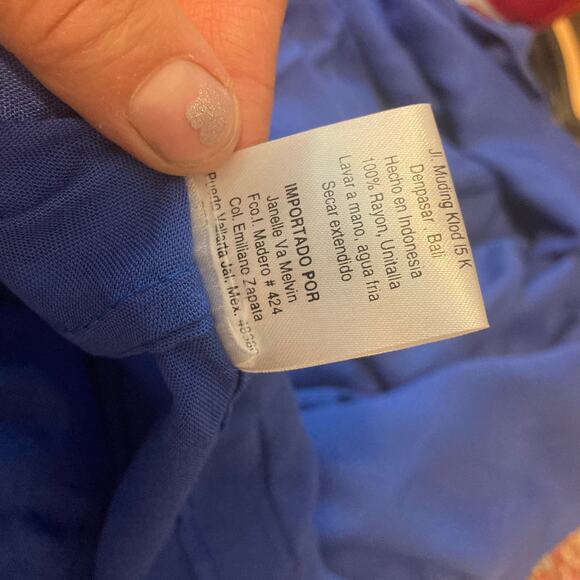 Jl. Muding Klod I5 K
Denpasar Bali
Hecho en Indonesia
100% Rayon, Unitalla
Lavar a mano, agua fria
Secar extendido
IMPORTADO POR
Janelle Va Melvin
Fco.I. Madero # 424
Col. Emiliano Zapata
Puerto Vallarta Jal. Mex. 48380